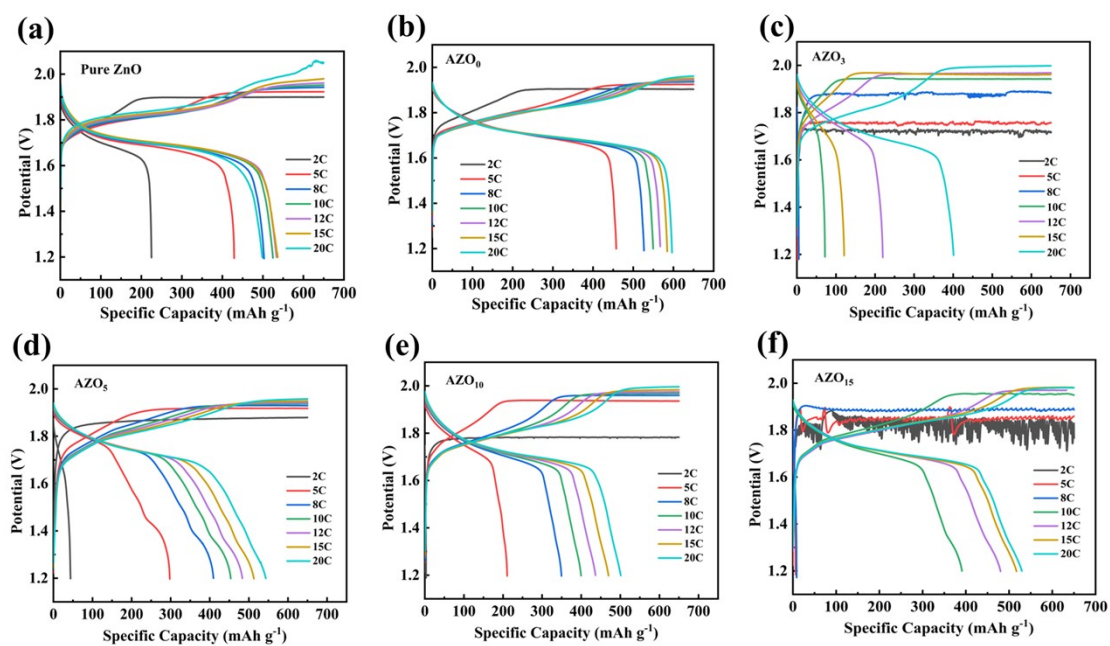 (a)
Pure ZnO
Potential (V)
2.0
1.8
1.6
1.4
1.2
2C
5C
8C
10C
12C
15C
20C
0 100 200 300 400 500 600 700
Specific Capacity (mAh g⁻¹)
(b)
AZO₀
Potential (V)
2.0
1.8
1.6
1.4
1.2
2C
5C
8C
10C
12C
15C
20C
0 100 200 300 400 500 600 700
Specific Capacity (mAh g⁻¹)
(c)
AZO₃
Potential (V)
2.0
1.8
1.6
1.4
1.2
2C
5C
8C
10C
12C
15C
20C
0 100 200 300 400 500 600 700
Specific Capacity (mAh g⁻¹)
(d)
AZO₅
Potential (V)
2.0
1.8
1.6
1.4
1.2
2C
5C
8C
10C
12C
15C
20C
0 100 200 300 400 500 600 700
Specific Capacity (mAh g⁻¹)
(e)
AZO₁₀
Potential (V)
2.0
1.8
1.6
1.4
1.2
2C
5C
8C
10C
12C
15C
20C
0 100 200 300 400 500 600 700
Specific Capacity (mAh g⁻¹)
(f)
AZO₁₅
Potential (V)
2.0
1.8
1.6
1.4
1.2
2C
5C
8C
10C
12C
15C
20C
0 100 200 300 400 500 600 700
Specific Capacity (mAh g⁻¹)